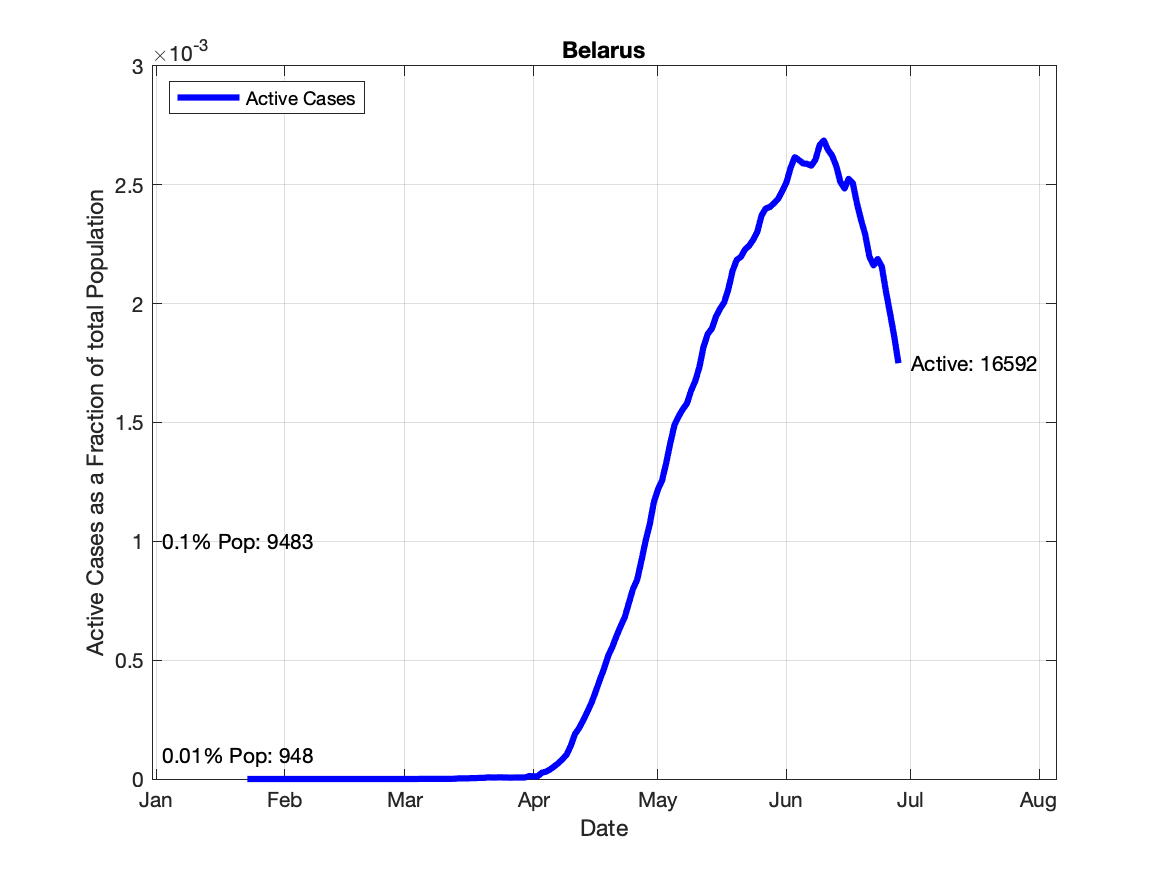 Belarus
×10-3
3
Active Cases
2.5
2
1.5
1
0.5
0
Active Cases as a Fraction of total Population
Active: 16592
0.1% Pop: 9483
0.01% Pop: 948
Jan Feb Mar Apr May Jun Jul Aug
Date